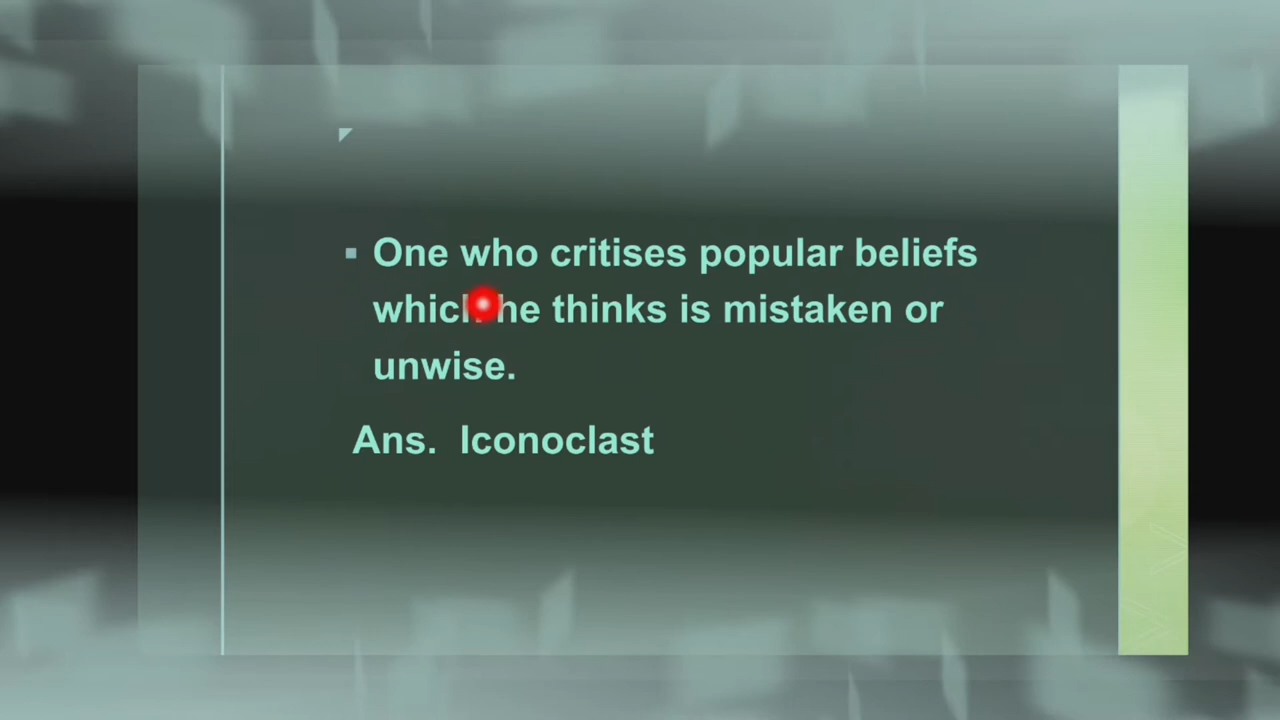 One who critises popular beliefs
which he thinks is mistaken or
unwise.
Ans. Iconoclast